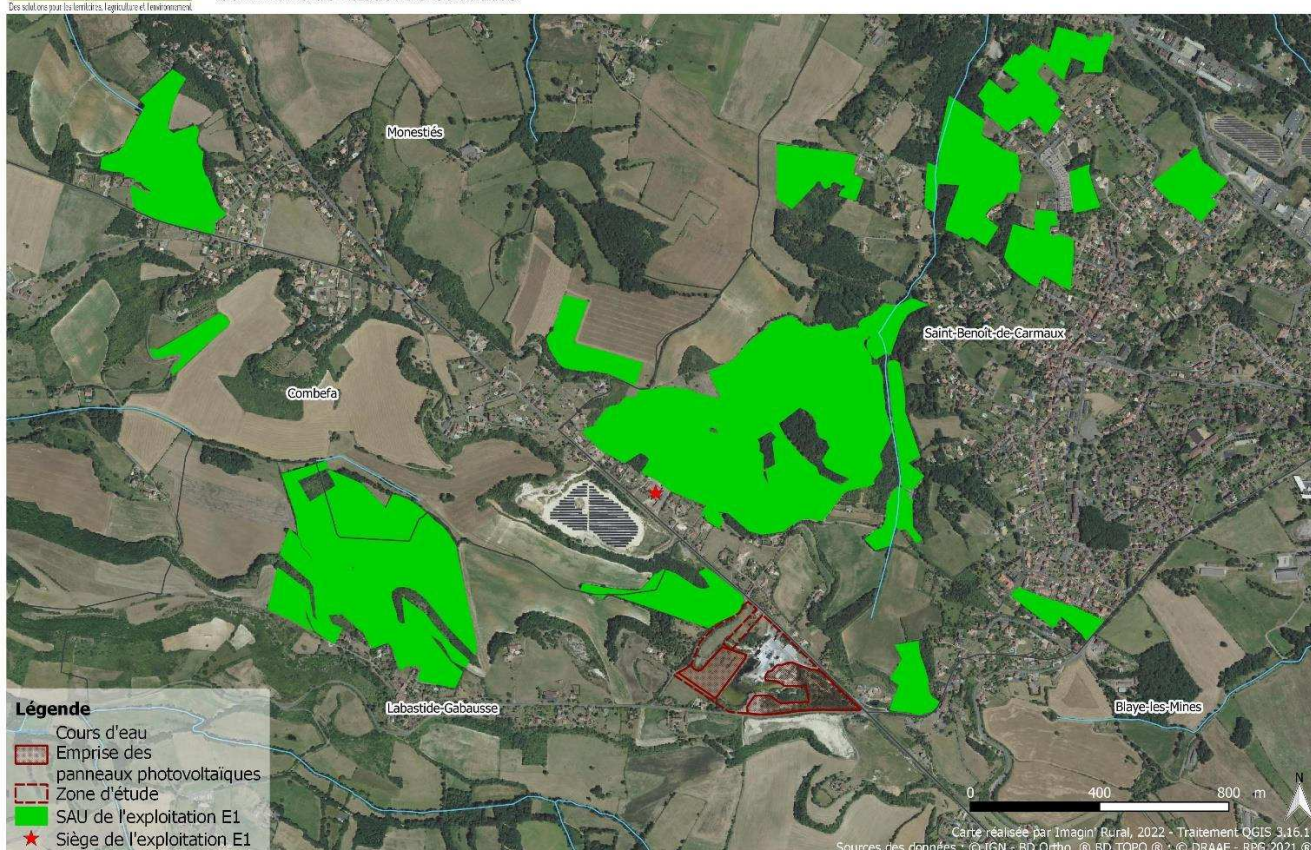 Des solutions pour les territoires, l'agriculture et l'environnement
Monestiés
Saint-Benoît-de-Carmaux
Combefa
Labastide-Gabausse
Blaye-les-Mines
Légende
Cours d'eau
Emprise des
panneaux photovoltaïques
Zone d'étude
SAU de l'exploitation E1
Siège de l'exploitation E1
N
0 400 800 m
Carte réalisée par Imagin' Rural, 2022 - Traitement QGIS 3.16.1
Sources des données : © IGN - BD Ortho ® BD TOPO ® ; © DRAAF - RPG 2021